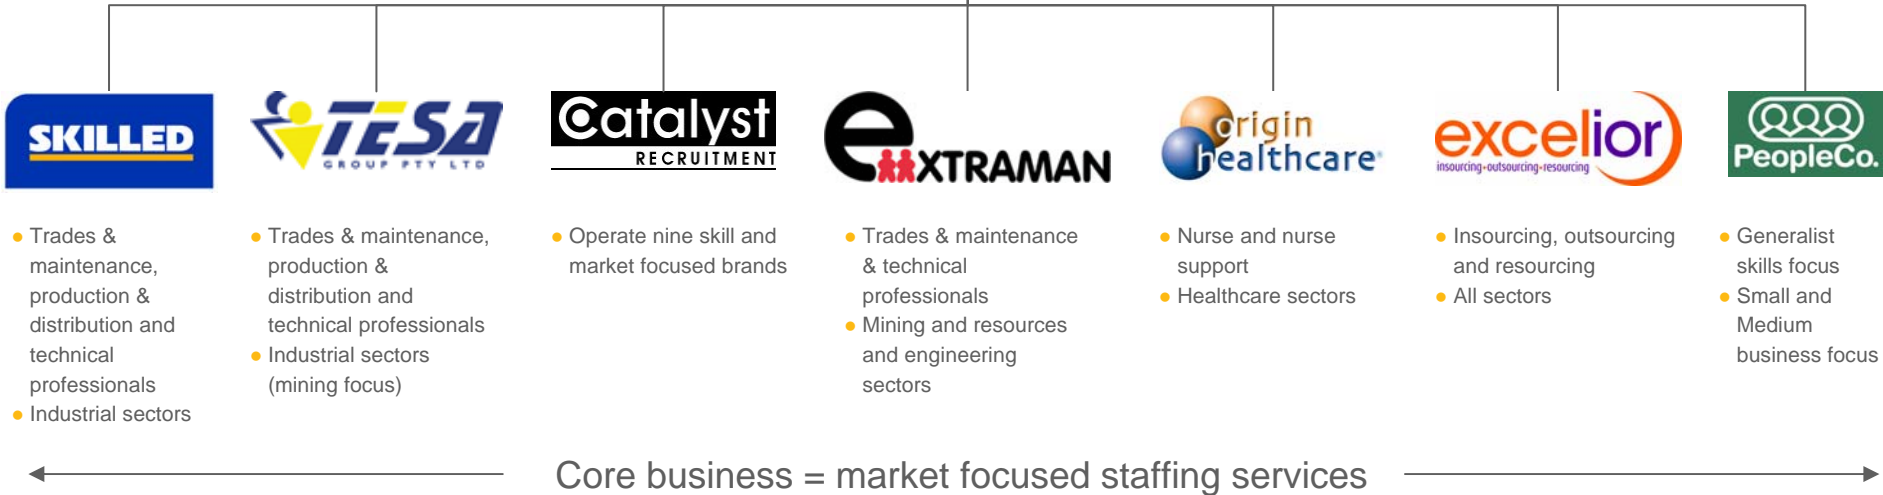 SKILLED
TESA
GROUP PTY LTD
Catalyst
RECRUITMENT
eXTRAMAN
origin
healthcare
excelior
insourcing-outsourcing-resourcing
PeopleCo.
• Trades &
maintenance,
production &
distribution and
technical
professionals
• Industrial sectors
• Trades & maintenance,
production &
distribution and
technical professionals
• Industrial sectors
(mining focus)
• Operate nine skill and
market focused brands
• Trades & maintenance
& technical
professionals
• Mining and resources
and engineering
sectors
• Nurse and nurse
support
• Healthcare sectors
• Insourcing, outsourcing
and resourcing
• All sectors
• Generalist
skills focus
• Small and
Medium
business focus
Core business = market focused staffing services